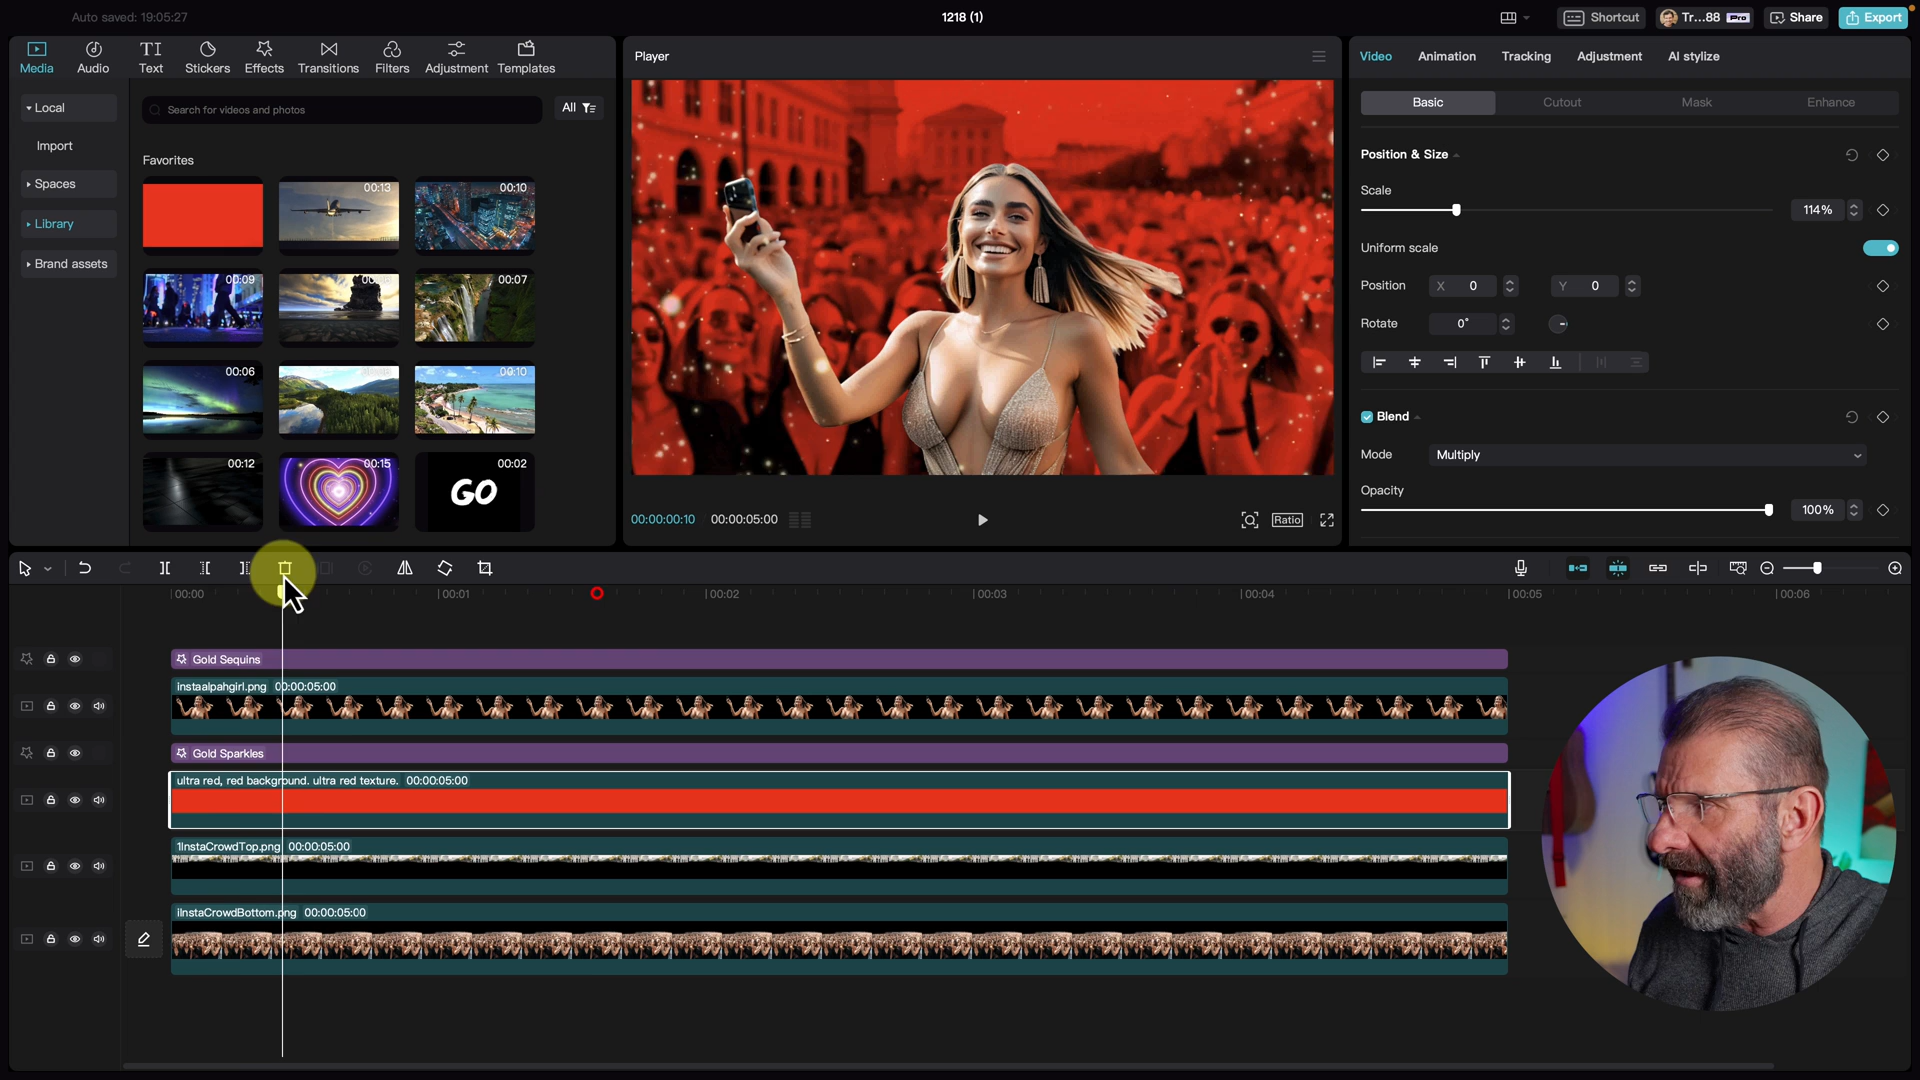 Auto saved: 19:05:27
1218 (1)
Shortcut
Tr...88 Pro
Share
Export
Media
Audio
Text
Stickers
Effects
Transitions
Filters
Adjustment
Templates
Local
Import
Spaces
Library
Brand assets
Search for videos and photos
All
Favorites
00:13
00:10
00:09
00:07
00:06
00:10
00:12
00:15
00:02
GO
Player
00:00:00:10 00:00:05:00
Ratio
Video
Animation
Tracking
Adjustment
AI stylize
Basic
Cutout
Mask
Enhance
Position & Size
Scale
114%
Uniform scale
Position X 0 Y 0
Rotate 0°
Blend
Mode Multiply
Opacity
100%
00:00 00:01 00:02 00:03 00:04 00:05 00:06
Gold Sequins
instaalpahgirl.png 00:00:05:00
Gold Sparkles
ultra red, red background. ultra red texture. 00:00:05:00
1InstaCrowdTop.png 00:00:05:00
iInstaCrowdBottom.png 00:00:05:00